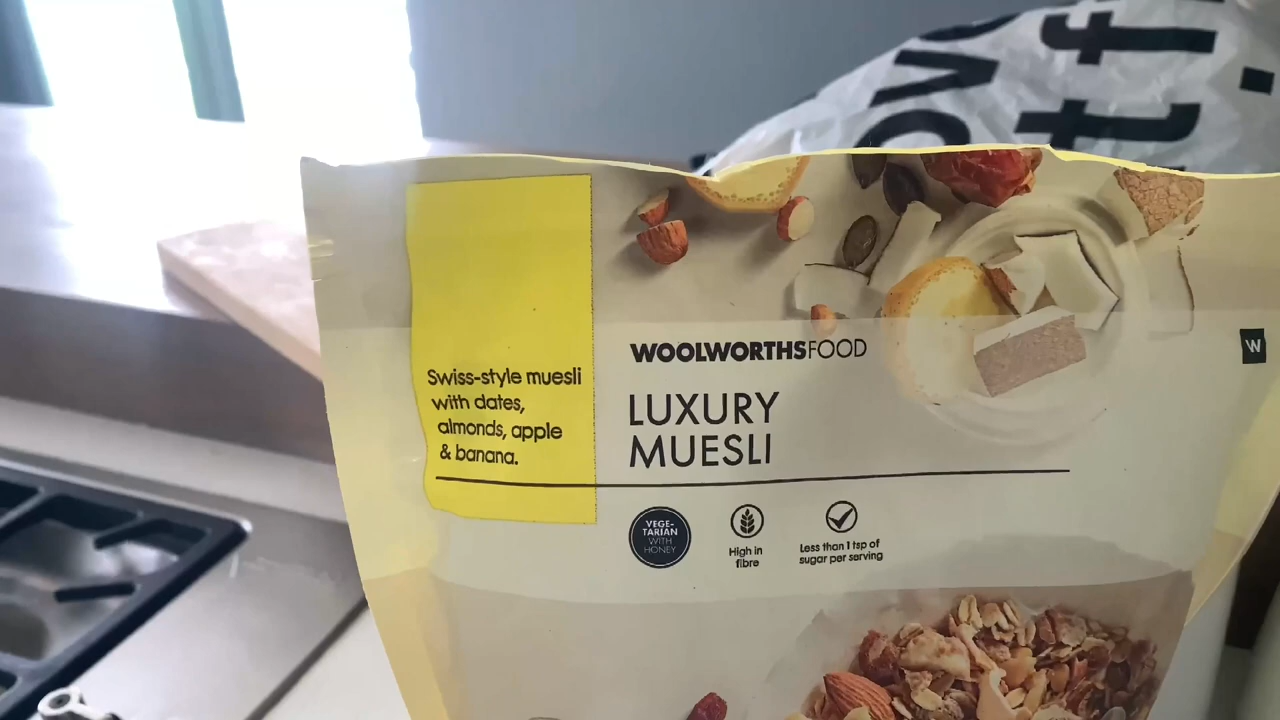 Swiss-style muesli
with dates,
almonds, apple
& banana.
WOOLWORTHSFOOD
LUXURY
MUESLI
VEGE-
TARIAN
WITH
HONEY
High in
fibre
Less than 1 tsp of
sugar per serving
W